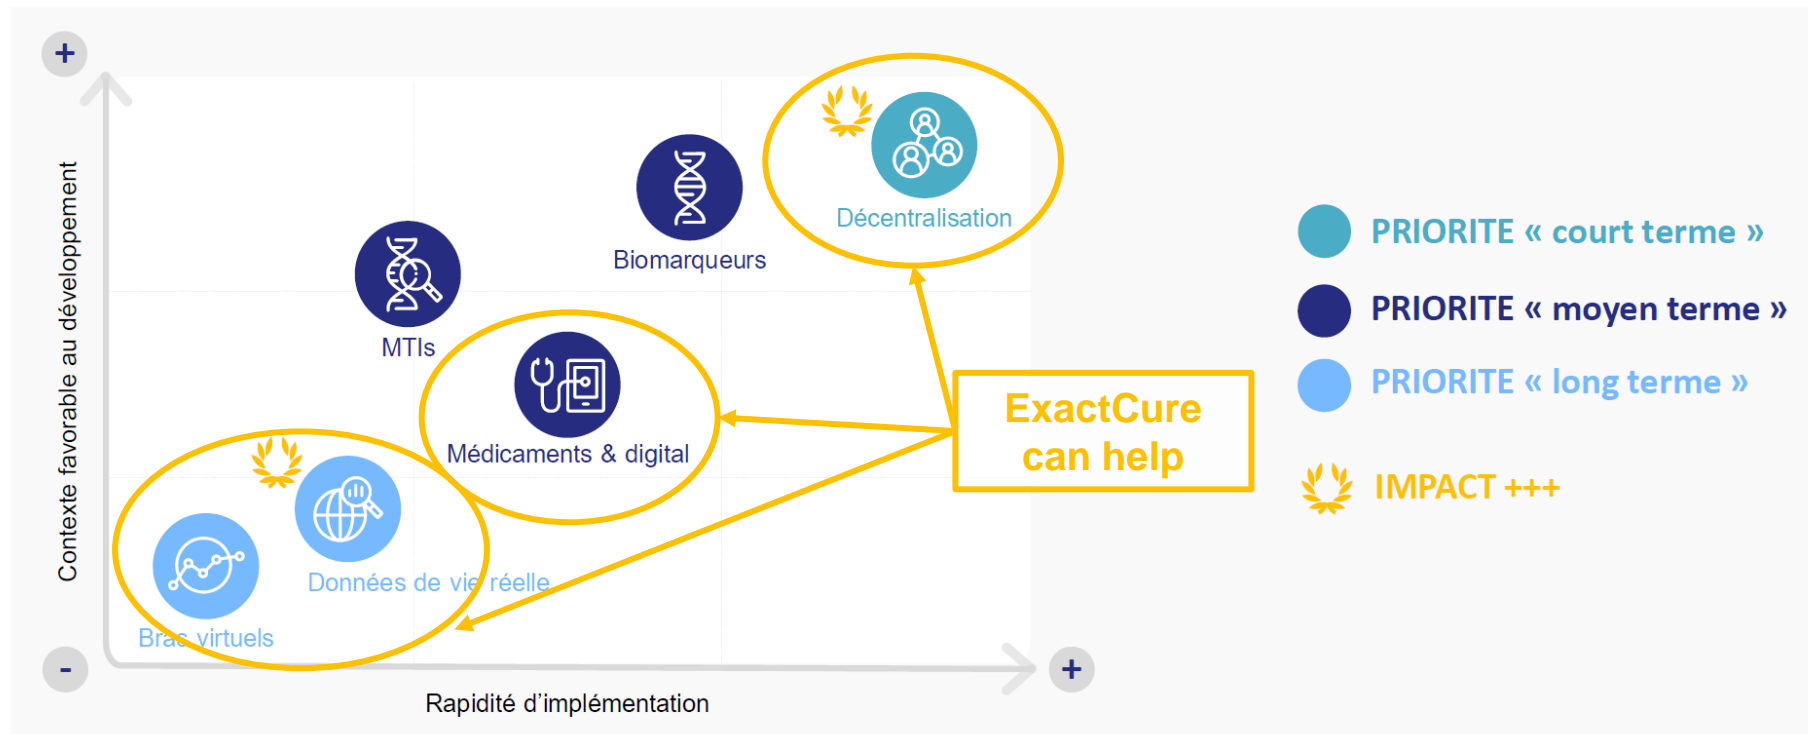 +
Contexte favorable au développement
Décentralisation
Biomarqueurs
MTIs
Médicaments & digital
Données de vie réelle
Bras virtuels
-
+
Rapidité d’implémentation
ExactCure
can help
PRIORITE « court terme »
PRIORITE « moyen terme »
PRIORITE « long terme »
IMPACT +++